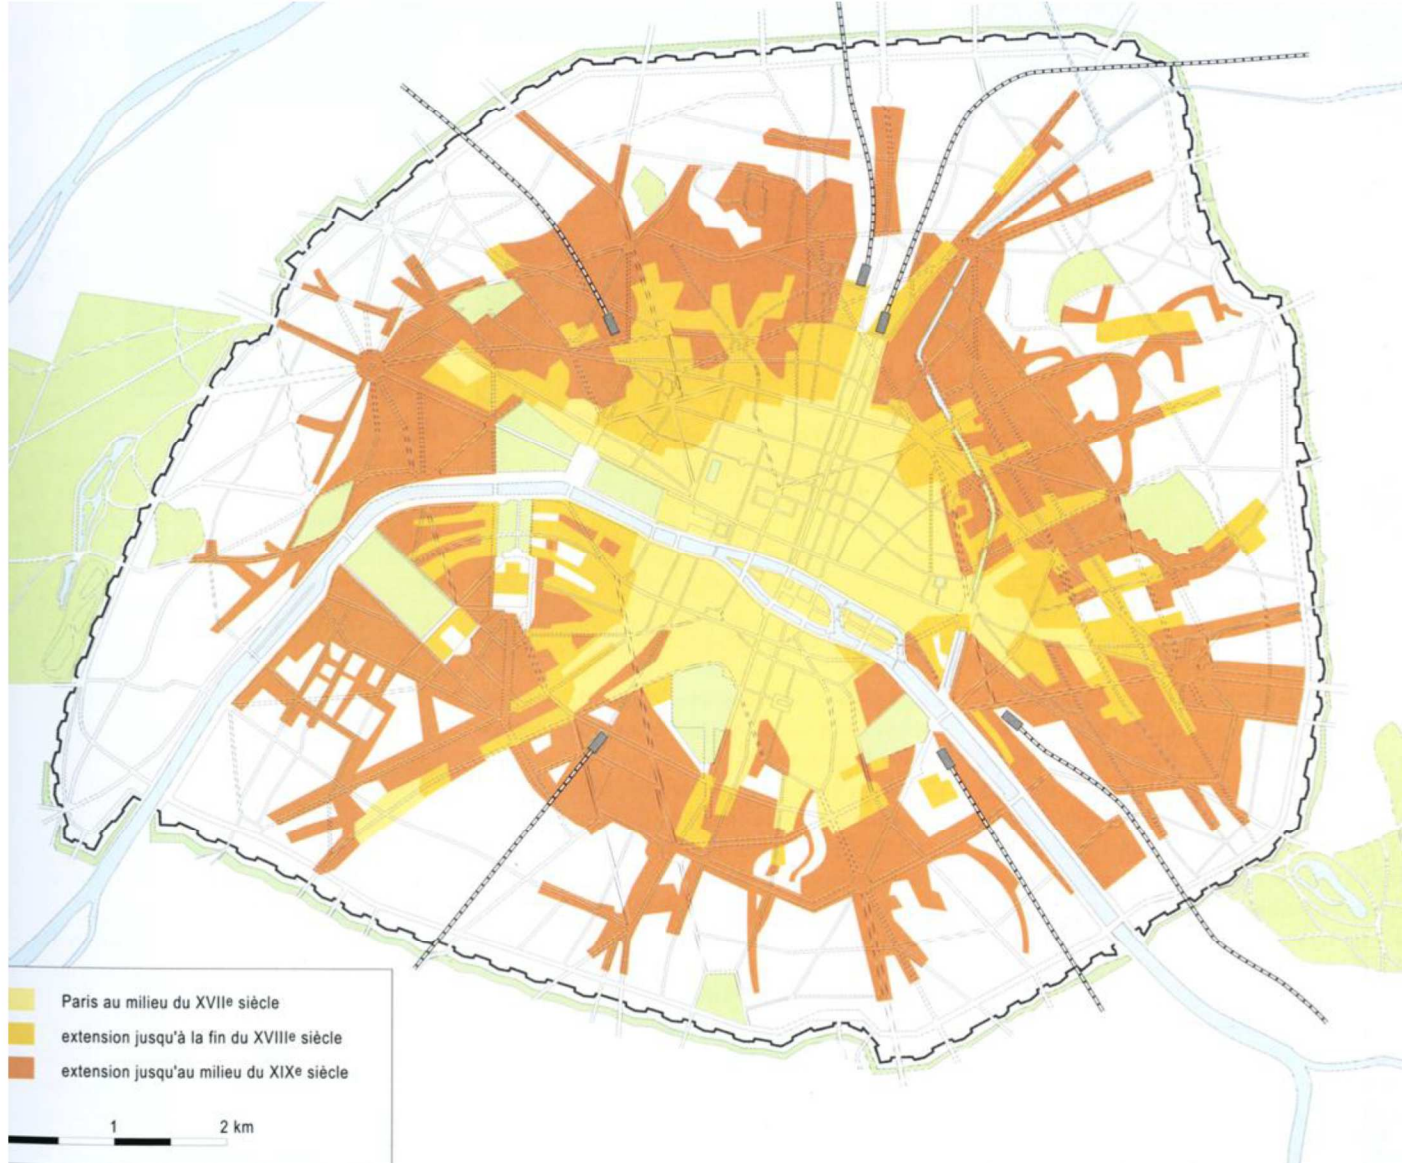 Paris au milieu du XVIIe siècle
extension jusqu'à la fin du XVIIIe siècle
extension jusqu'au milieu du XIXe siècle
1 2 km